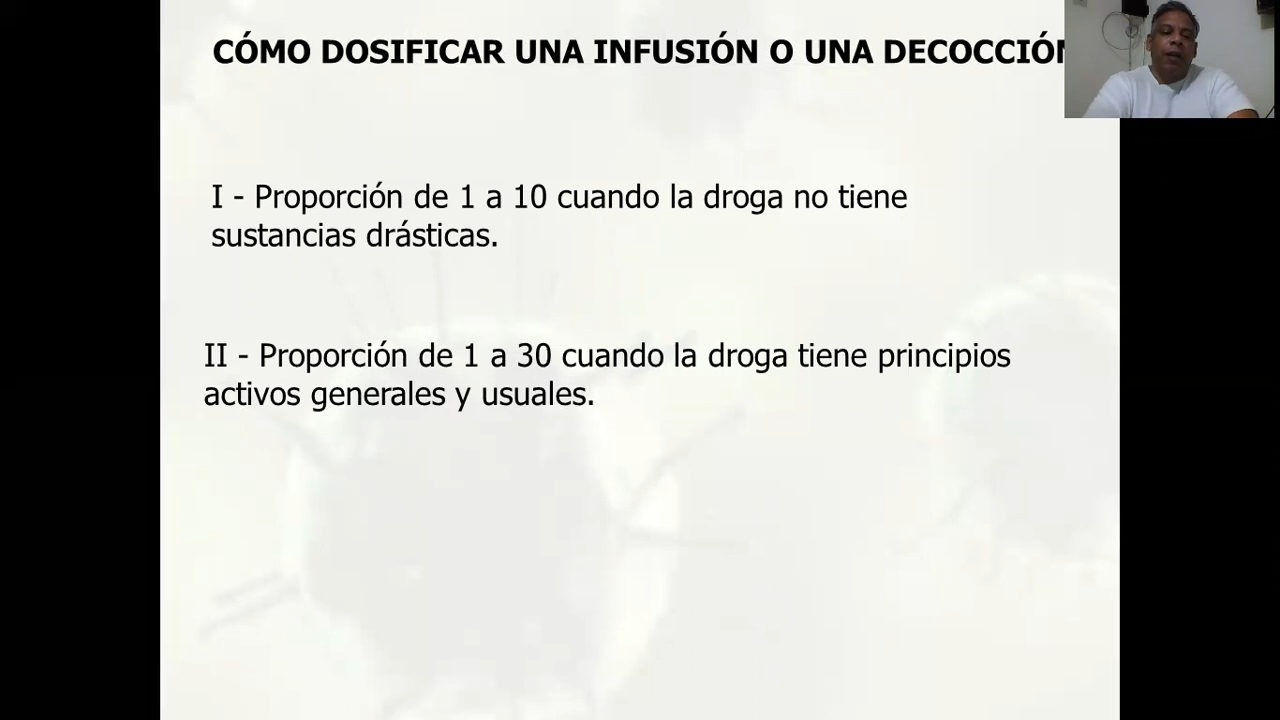 CÓMO DOSIFICAR UNA INFUSIÓN O UNA DECOCCIÓN
I - Proporción de 1 a 10 cuando la droga no tiene
sustancias drásticas.
II - Proporción de 1 a 30 cuando la droga tiene principios
activos generales y usuales.